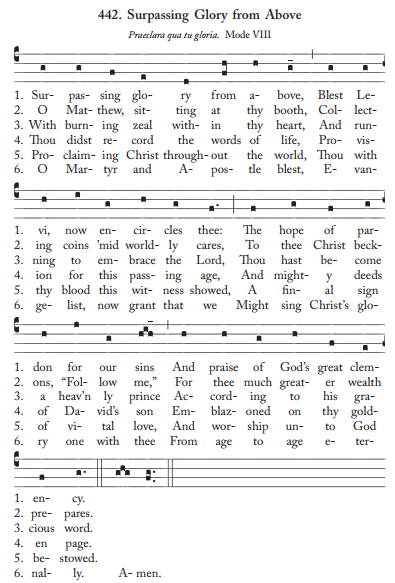 442. Surpassing Glory from Above
Praeclara qua tu gloria. Mode VIII
1. Sur- pas- sing glo- ry from a- bove, Blest Le-
2. O Mat- thew, sit- ting at thy booth, Col- lect-
3. With burn- ing zeal with- in thy heart, And run-
4. Thou didst re- cord the words of life, Pro- vis-
5. Pro- claim- ing Christ through- out the world, Thou with
6. O Mar- tyr and A- pos- tle blest, E- van-
1. vi, now en- cir- cles thee: The hope of par-
2. ing coins 'mid world- ly cares, To thee Christ beck-
3. ning to em- brace the Lord, Thou hast be- come
4. ion for this pass- ing age, And might- y deeds
5. thy blood this wit- ness showed, A fin- al sign
6. ge- list, now grant that we Might sing Christ's glo-
1. don for our sins And praise of God's great clem-
2. ons, “Fol- low me,” For thee much great- er wealth
3. a heav'n ly prince Ac- cord- ing to his gra-
4. of Da- vid's son Em- blaz- oned on thy gold-
5. of vi- tal love, And wor- ship un- to God
6. ry one with thee From age to age e- ter-
1. en- cy.
2. pre- pares.
3. cious word.
4. en page.
5. be- stowed.
6. nal- ly. A- men.